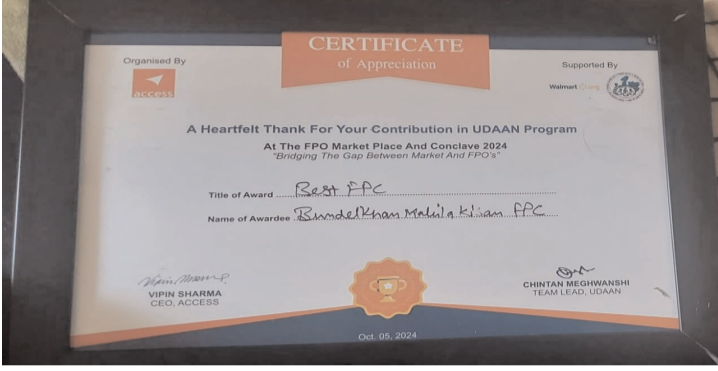 CERTIFICATE
of Appreciation
Organised By
access
Supported By
Walmart.org
A Heartfelt Thank For Your Contribution in UDAAN Program
At The FPO Market Place And Conclave 2024
"Bridging The Gap Between Market And FPO's"
Title of Award Best FPC
Name of Awardee Bundelkhan Mahila Kisan FPC
VIPIN SHARMA
CEO, ACCESS
CHINTAN MEGHWANSHI
TEAM LEAD, UDAAN
Oct. 05, 2024